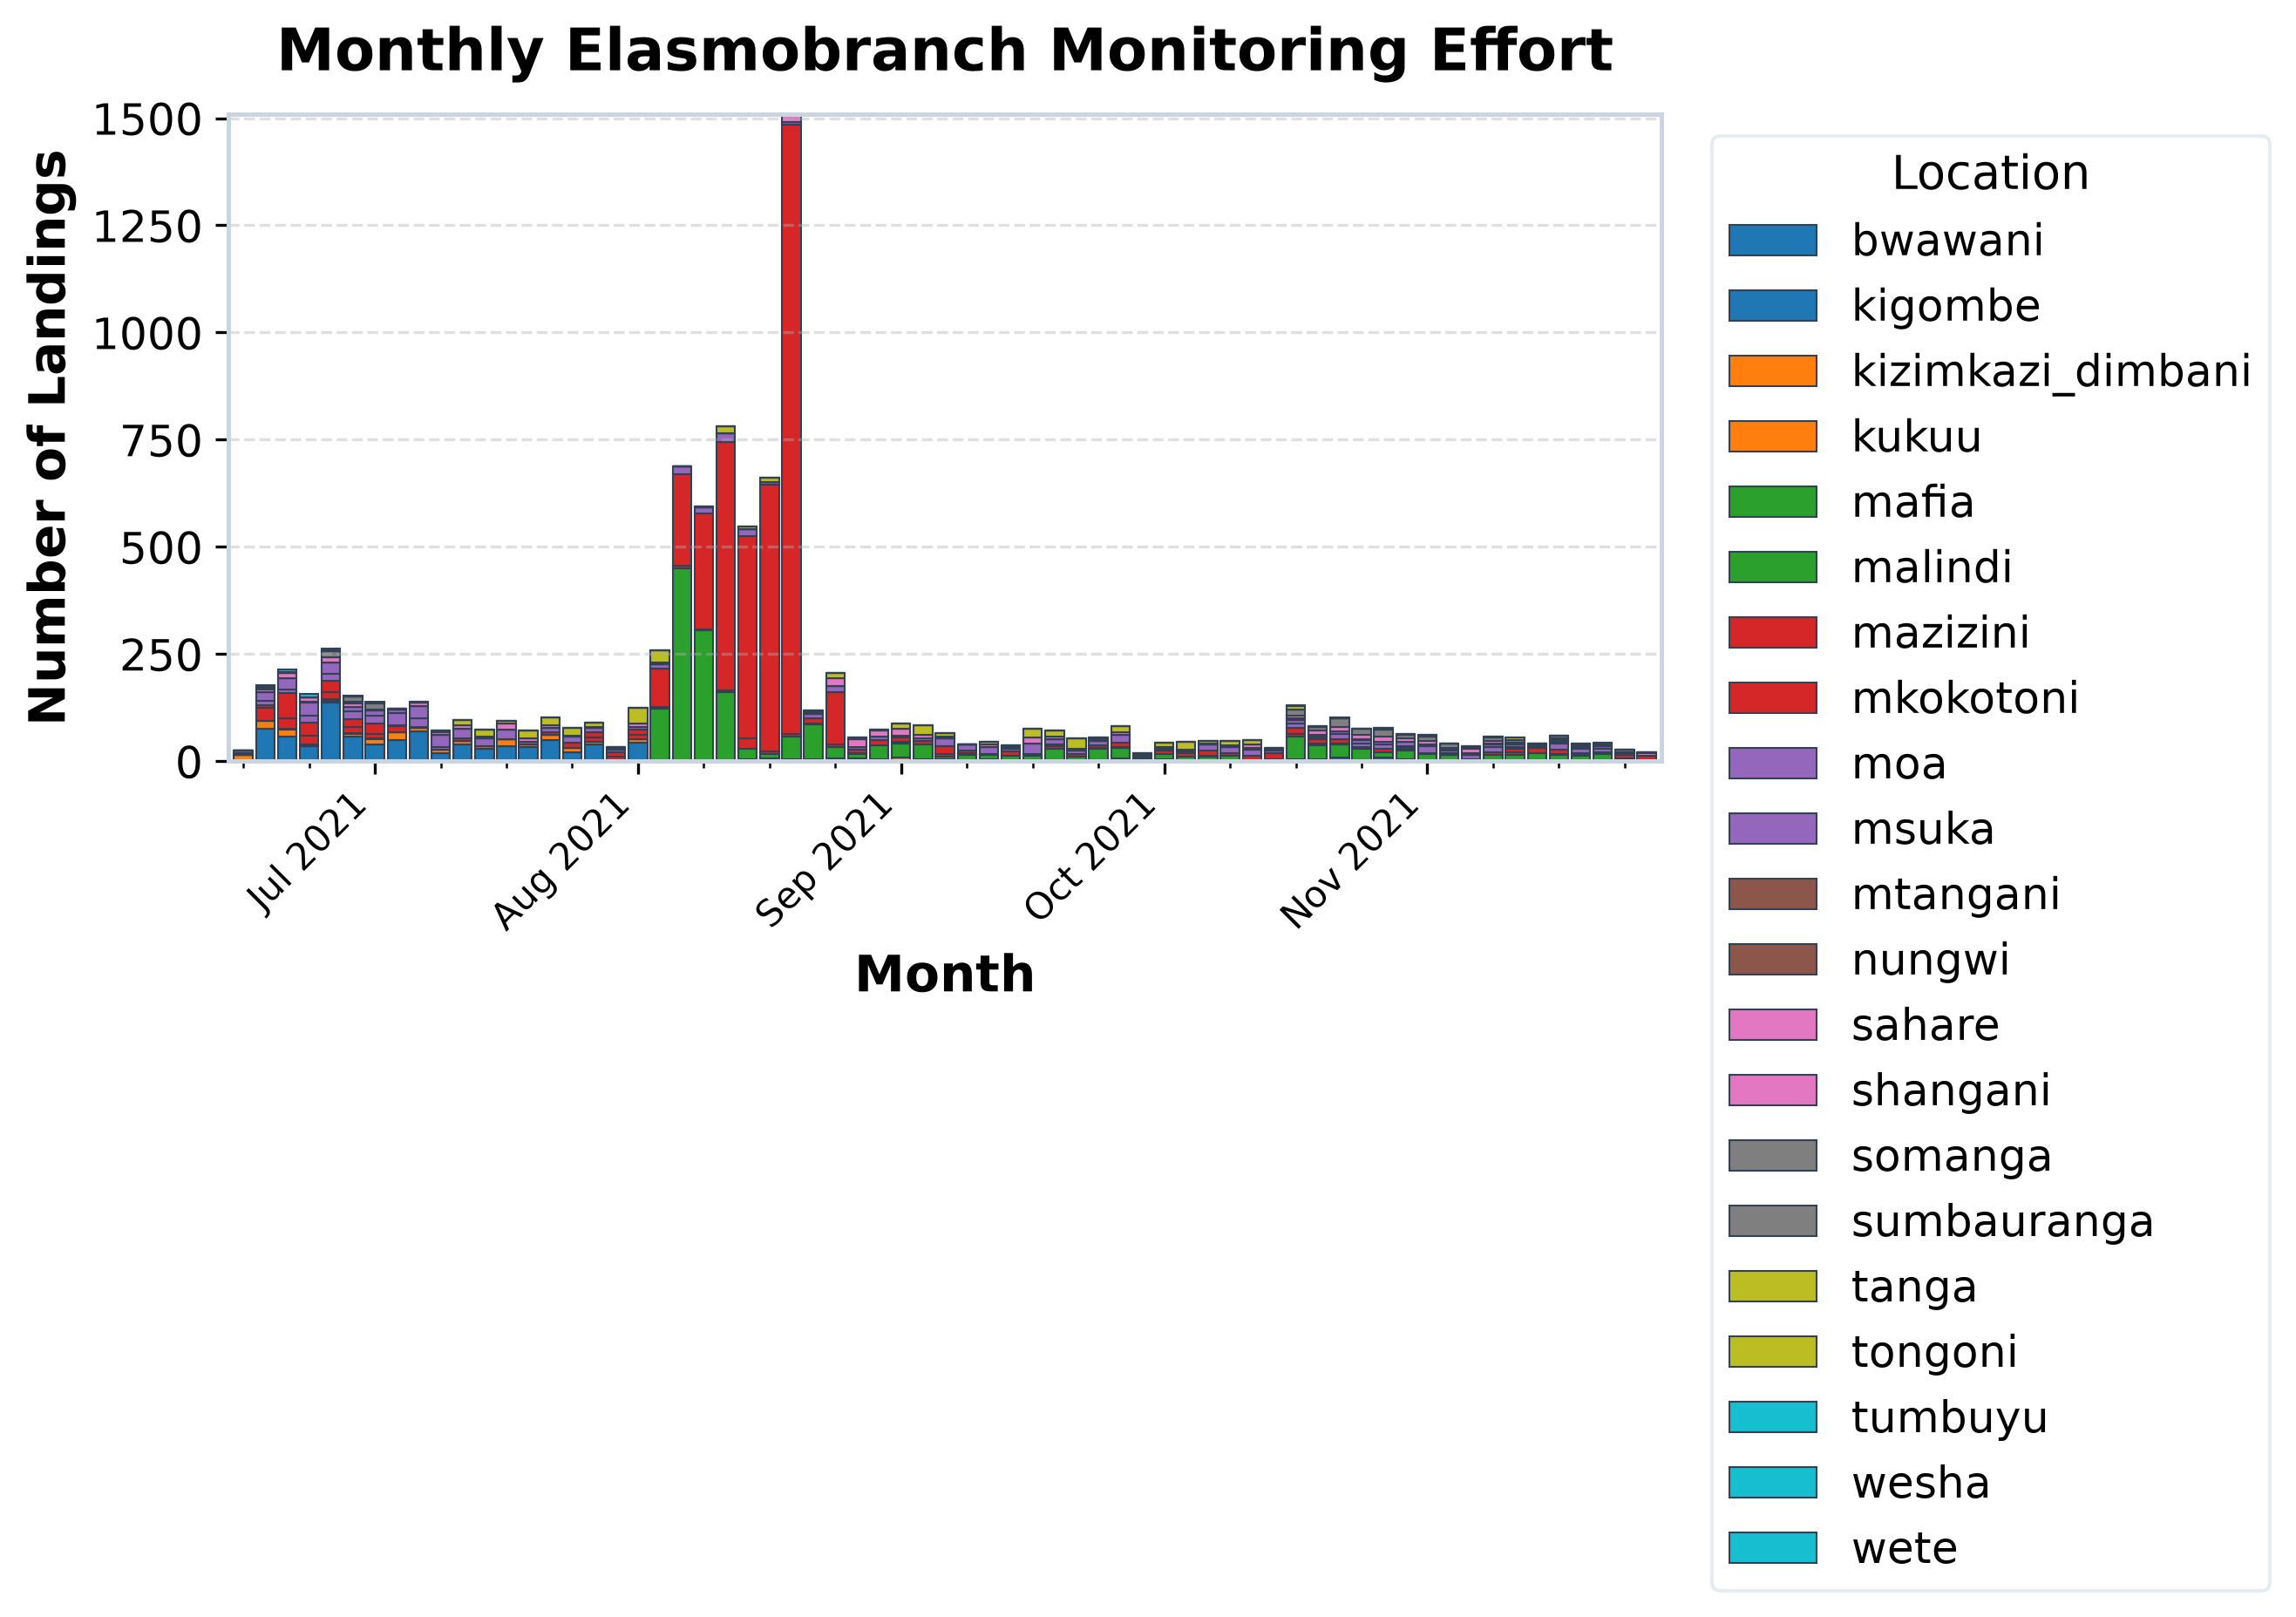 Monthly Elasmobranch Monitoring Effort
Number of Landings
1500
1250
1000
750
500
250
0
Jul 2021
Aug 2021
Sep 2021
Oct 2021
Nov 2021
Month
Location
bwawani
kigombe
kizimkazi_dimbani
kukuu
mafia
malindi
mazizini
mkokotoni
moa
msuka
mtangani
nungwi
sahare
shangani
somanga
sumbauranga
tanga
tongoni
tumbuyu
wesha
wete